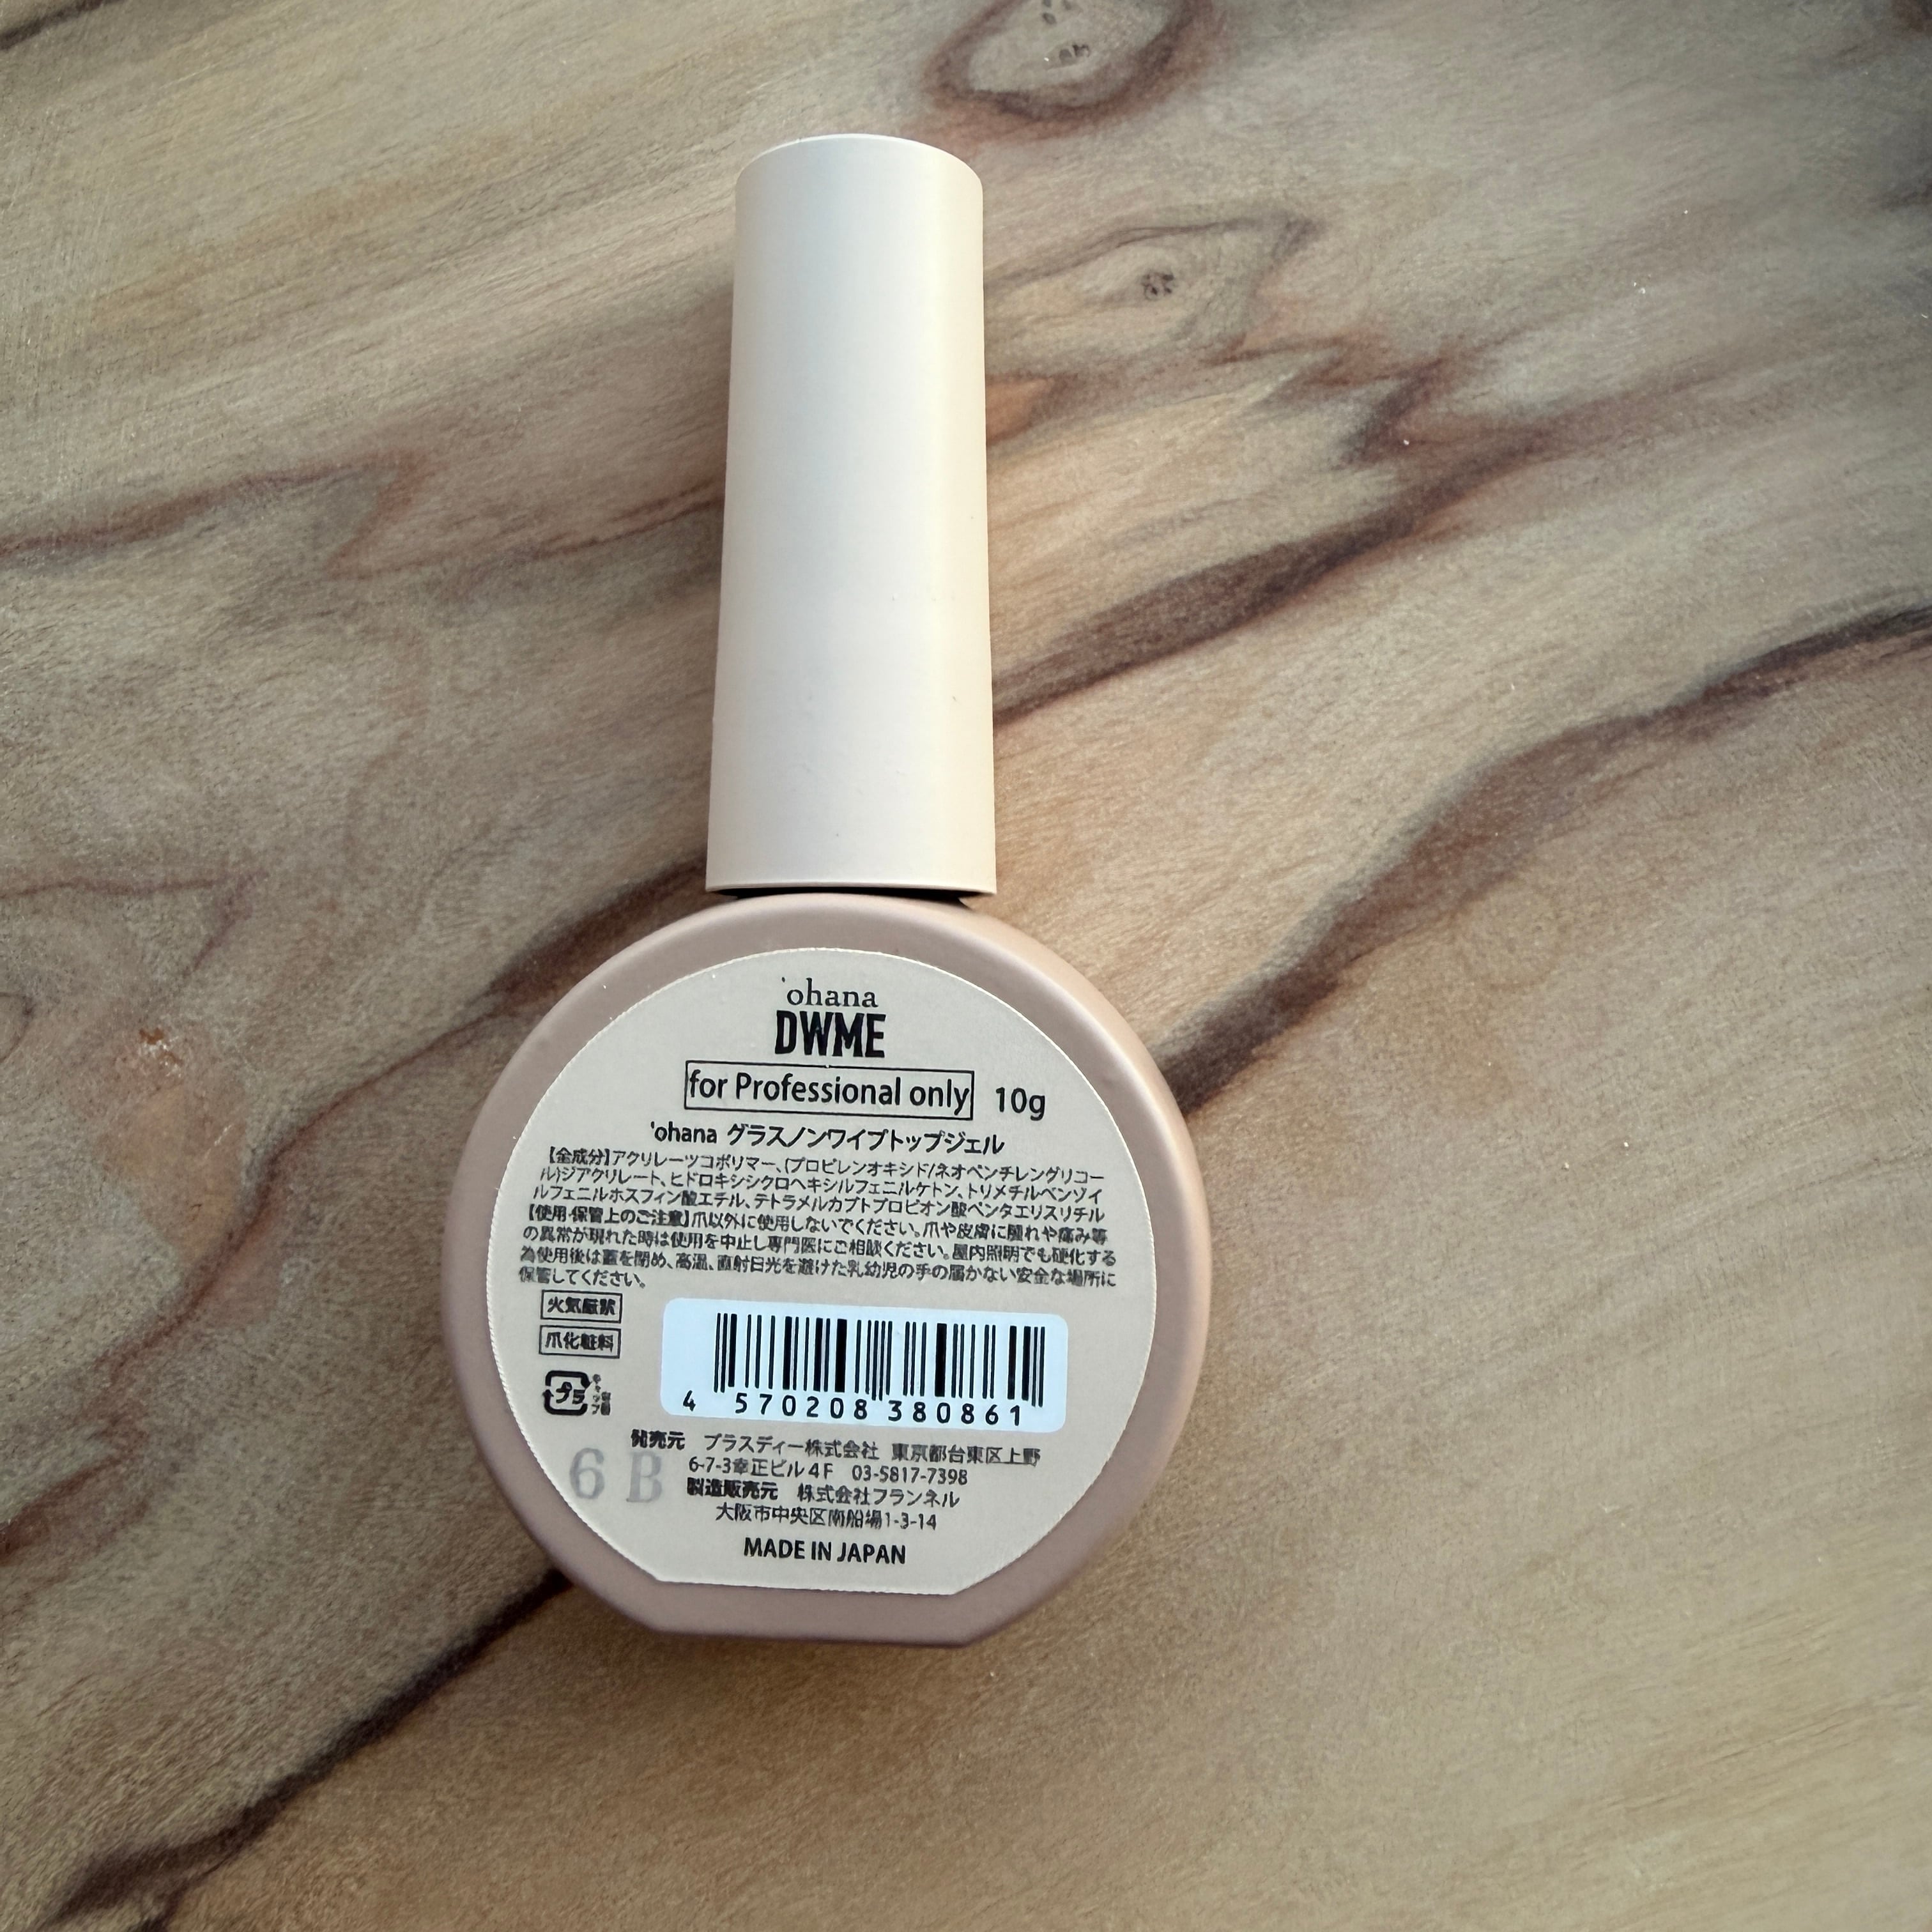 'ohana
DWME
for Professional only 10g
'ohana グラスノンワイプトップジェル
【全成分】アクリレーツコポリマー、(プロピレンオキシド/ネオペンチレングリコー
ル)ジアクリレート、ヒドロキシシクロヘキシルフェニルケトン、トリメチルベンゾイ
ルフェニルホスフィン酸エチル、テトラメルカプトプロピオン酸ペンタエリスリチル
【使用・保管上のご注意】爪以外に使用しないでください。爪や皮膚に腫れや痛み等
の異常が現れた時は使用を中止し専門医にご相談ください。屋内照明でも硬化する
為使用後は蓋を閉め、高温、直射日光を避けた乳幼児の手の届かない安全な場所に
保管してください。
火気厳禁
爪化粧料
プラ
4 570208 380861
発売元 プラスディー株式会社 東京都台東区上野
6-7-3幸正ビル4F 03-5817-7398
6 B
製造販売元 株式会社フランネル
大阪市中央区南船場1-3-14
MADE IN JAPAN